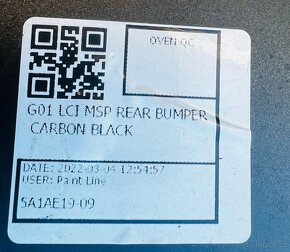 OVEN QC
G01 LCI MSP REAR BUMPER
CARBON BLACK
DATE: 2022-03-04 12:54:57
USER: Paint Line
5A1AE19-09